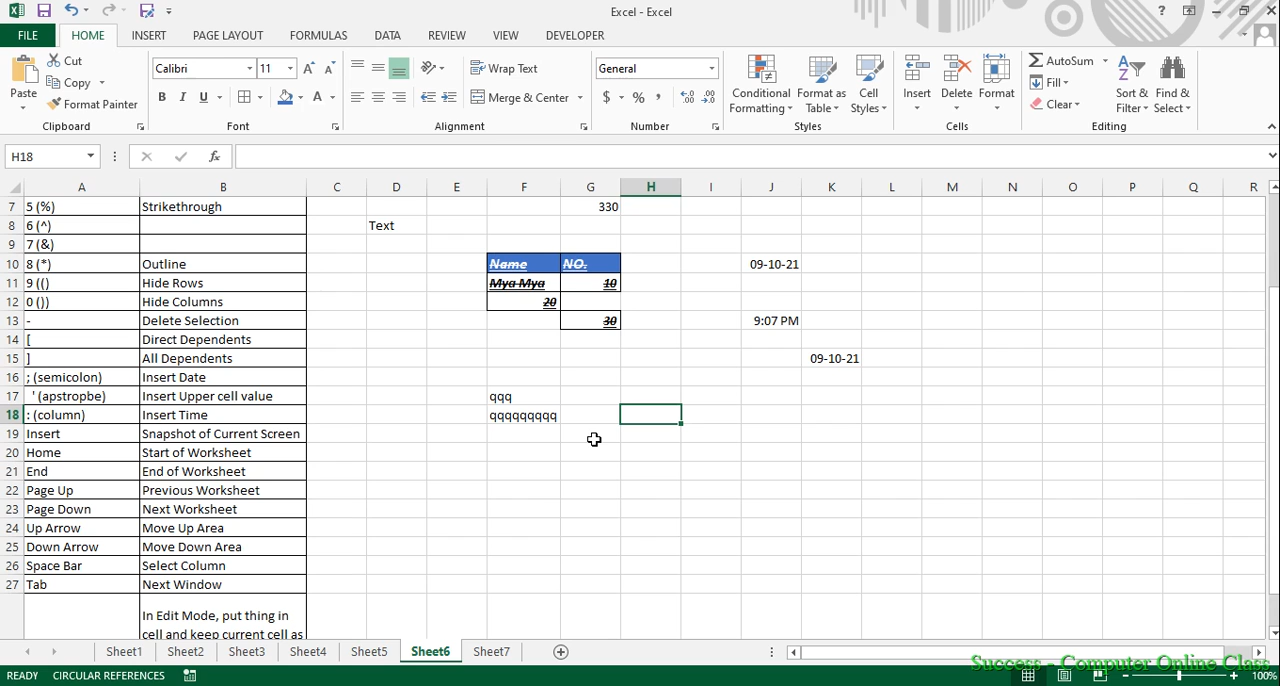 Excel - Excel
FILE HOME INSERT PAGE LAYOUT FORMULAS DATA REVIEW VIEW DEVELOPER
Paste Cut Copy Format Painter Clipboard
Calibri 11 B I U A A A Font
Wrap Text Merge & Center Alignment
General $ % , Number
Conditional Formatting Format as Table Cell Styles Styles
Insert Delete Format Cells
AutoSum Fill Clear Sort & Filter Find & Select Editing
H18 fx
A B C D E F G H I J K L M N O P Q R
7 5 (%) Strikethrough 330
8 6 (^) Text
9 7 (&)
10 8 (*) Outline Name NO. 09-10-21
11 9 (() Hide Rows Mya Mya 10
12 0 ()) Hide Columns 20
13 - Delete Selection 30 9:07 PM
14 [ Direct Dependents
15 ] All Dependents 09-10-21
16 ; (semicolon) Insert Date
17 ' (apstropbe) Insert Upper cell value qqq
18 : (column) Insert Time qqqqqqqqq
19 Insert Snapshot of Current Screen
20 Home Start of Worksheet
21 End End of Worksheet
22 Page Up Previous Worksheet
23 Page Down Next Worksheet
24 Up Arrow Move Up Area
25 Down Arrow Move Down Area
26 Space Bar Select Column
27 Tab Next Window
In Edit Mode, put thing in
cell and keep current cell as
Sheet1 Sheet2 Sheet3 Sheet4 Sheet5 Sheet6 Sheet7
Success - Computer Online Class
READY CIRCULAR REFERENCES 100%